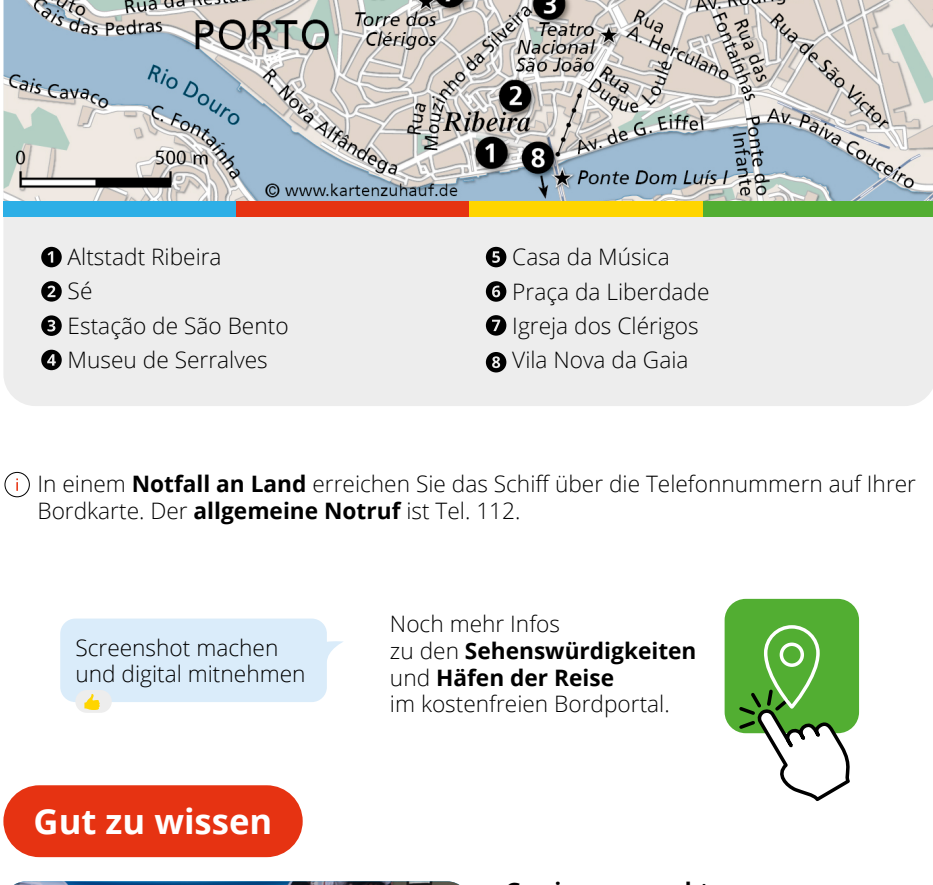 Rua da Resta
Cais das Pedras
PORTO
Torre dos
Clérigos
3
Teatro
Nacional
São João
Rua
A. Herculano
Rua das
Fontaínhas
Rua de São Victor
Cais Cavaco
Rio Douro
C. Fontaínha
R. Nova Alfândega
Rua
Mouzinho da Silveira
2
Ribeira
Rua
Duque Loulé
1
8
Av. de G. Eiffel
Ponte do
Infante
Av. Paiva Couceiro
Ponte Dom Luís I
0 500 m
© www.kartenzuhauf.de
1 Altstadt Ribeira
2 Sé
3 Estação de São Bento
4 Museu de Serralves
5 Casa da Música
6 Praça da Liberdade
7 Igreja dos Clérigos
8 Vila Nova da Gaia
i In einem Notfall an Land erreichen Sie das Schiff über die Telefonnummern auf Ihrer
Bordkarte. Der allgemeine Notruf ist Tel. 112.
Screenshot machen
und digital mitnehmen
Noch mehr Infos
zu den Sehenswürdigkeiten
und Häfen der Reise
im kostenfreien Bordportal.
Gut zu wissen